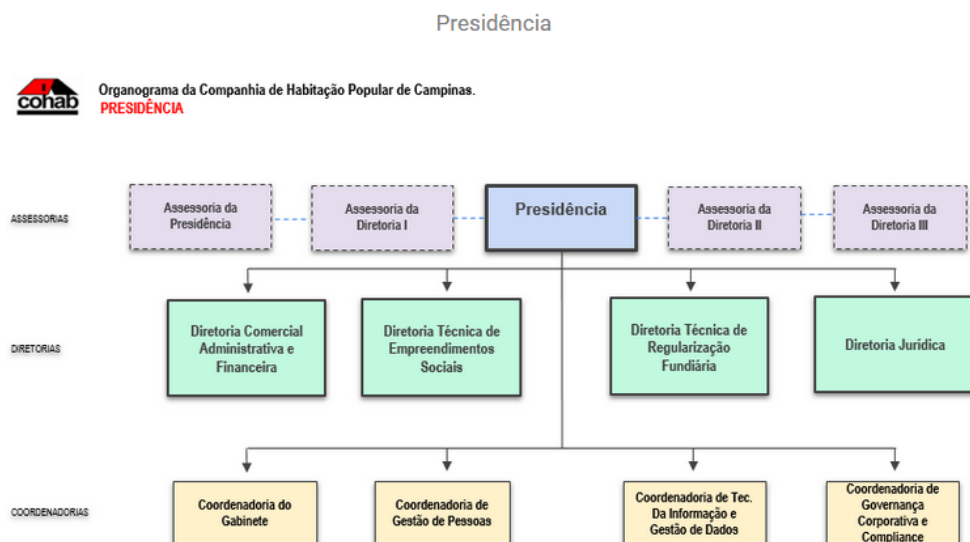 Presidência
cohab
Organograma da Companhia de Habitação Popular de Campinas.
PRESIDÊNCIA
ASSESSORIAS
Assessoria da
Presidência
Assessoria da
Diretoria I
Presidência
Assessoria da
Diretoria II
Assessoria da
Diretoria III
DIRETORIAS
Diretoria Comercial
Administrativa e
Financeira
Diretoria Técnica de
Empreendimentos
Sociais
Diretoria Técnica de
Regularização
Fundiária
Diretoria Jurídica
COORDENADORIAS
Coordenadoria do
Gabinete
Coordenadoria de
Gestão de Pessoas
Coordenadoria de Tec.
Da Informação e
Gestão de Dados
Coordenadoria de
Governança
Corporativa e
Compliance